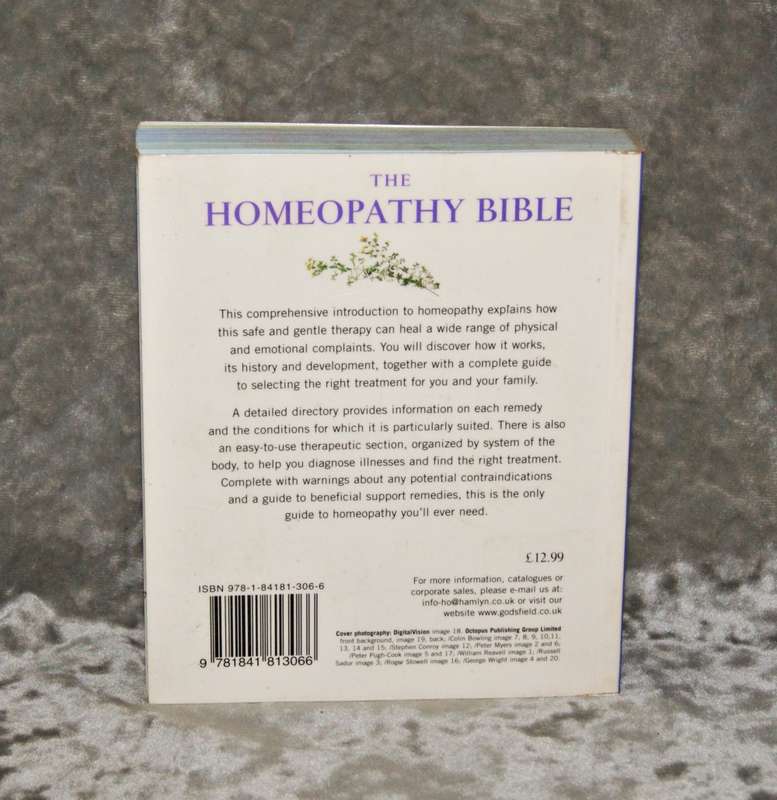 THE
HOMEOPATHY BIBLE
This comprehensive introduction to homeopathy explains how
this safe and gentle therapy can heal a wide range of physical
and emotional complaints. You will discover how it works,
its history and development, together with a complete guide
to selecting the right treatment for you and your family.
A detailed directory provides information on each remedy
and the conditions for which it is particularly suited. There is also
an easy-to-use therapeutic section, organized by system of the
body, to help you diagnose illnesses and find the right treatment.
Complete with warnings about any potential contraindications
and a guide to beneficial support remedies, this is the only
guide to homeopathy you'll ever need.
£12.99
ISBN 978-1-84181-306-6
For more information, catalogues or
corporate sales, please e-mail us at:
info-ho@hamlyn.co.uk or visit our
website www.godsfield.co.uk
9 781841 813066
Cover photography: DigitalVision image 18. Octopus Publishing Group Limited
front background, image 19, back; /Colin Bowling image 7, 8, 9, 10,11,
13, 14 and 15; /Stephen Conroy image 12; /Peter Myers image 2 and 6;
/Peter Pugh-Cook image 5 and 17; /William Reavell image 1; /Russell
Sadur image 3; /Roger Stowell image 16; /George Wright image 4 and 20.